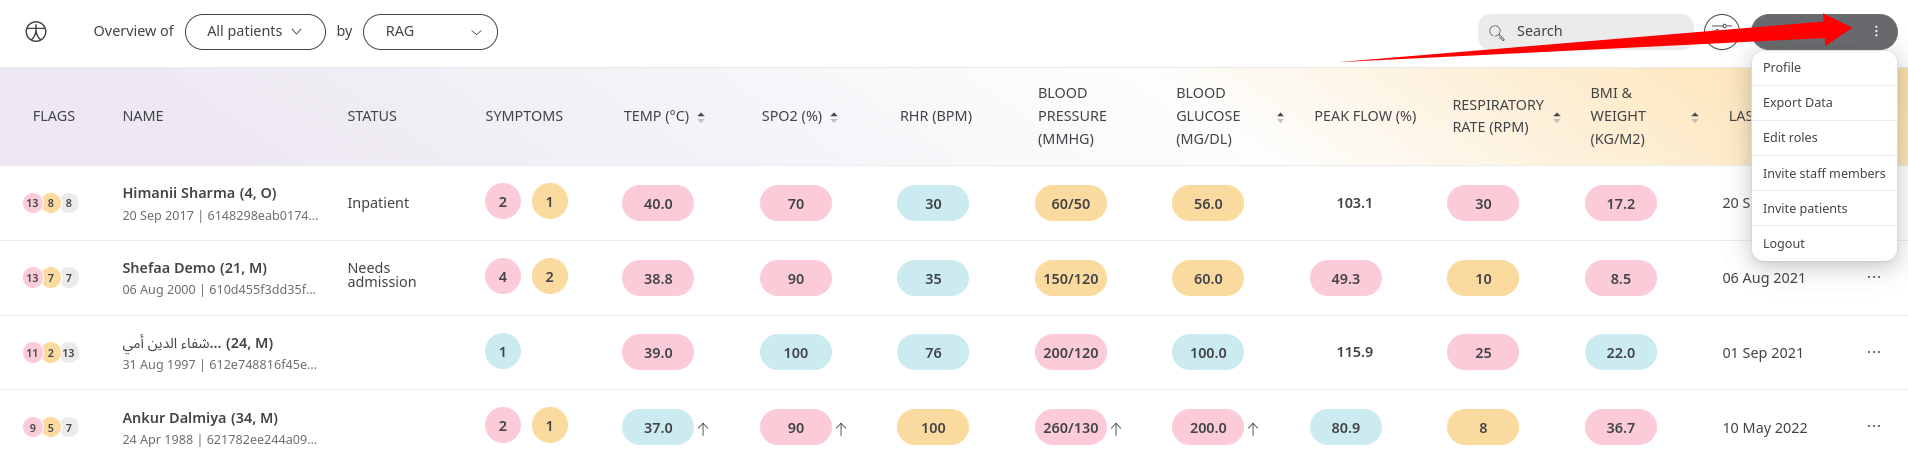 Overview of All patients by RAG Search
Profile
Export Data
Edit roles
Invite staff members
Invite patients
Logout
FLAGS NAME STATUS SYMPTOMS TEMP (°C) SPO2 (%) RHR (BPM) BLOOD PRESSURE (MMHG) BLOOD GLUCOSE (MG/DL) PEAK FLOW (%) RESPIRATORY RATE (RPM) BMI & WEIGHT (KG/M2)
13 8 8 Himanii Sharma (4, O) Inpatient 2 1 40.0 70 30 60/50 56.0 103.1 30 17.2 20
20 Sep 2017 | 6148298eab0174...
13 7 7 Shefaa Demo (21, M) Needs admission 4 2 38.8 90 35 150/120 60.0 49.3 10 8.5 06 Aug 2021 ...
06 Aug 2000 | 610d455f3dd35f...
11 2 13 شفاء الدين أمي... (24, M) 1 39.0 100 76 200/120 100.0 115.9 25 22.0 01 Sep 2021 ...
31 Aug 1997 | 612e748816f45e...
9 5 7 Ankur Dalmiya (34, M) 2 1 37.0 90 100 260/130 200.0 80.9 8 36.7 10 May 2022 ...
24 Apr 1988 | 621782ee244a09...